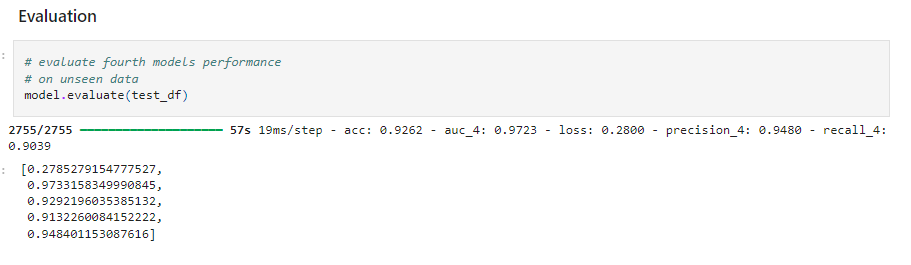 Evaluation
# evaluate fourth models performance
# on unseen data
model.evaluate(test_df)
2755/2755 ━━━━━━━━━━━━━━━━━━━━ 57s 19ms/step - acc: 0.9262 - auc_4: 0.9723 - loss: 0.2800 - precision_4: 0.9480 - recall_4:
0.9039
[0.2785279154777527,
0.9733158349990845,
0.9292196035385132,
0.9132260084152222,
0.948401153087616]